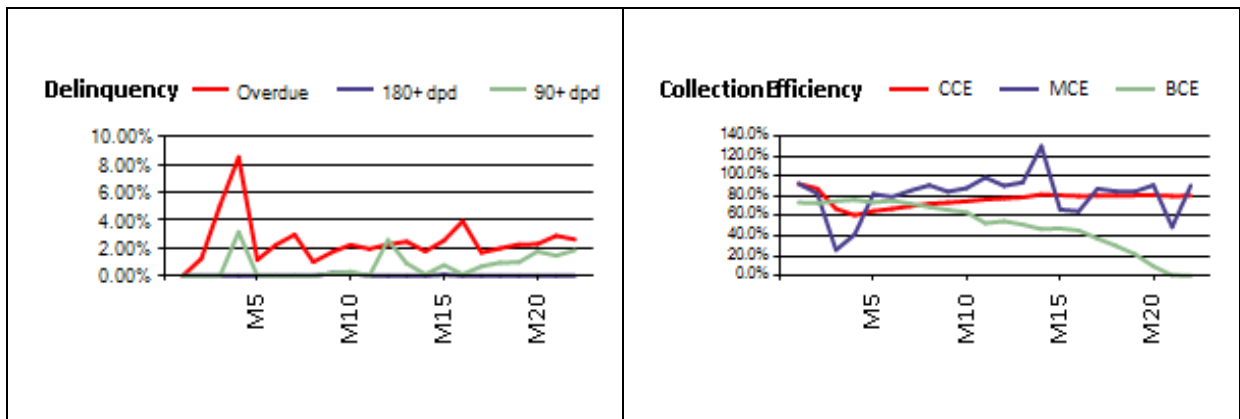 Delinquency Overdue 180+ dpd 90+ dpd
10.00%
8.00%
6.00%
4.00%
2.00%
0.00%
M5
M10
M15
M20
Collection Efficiency CCE MCE BCE
140.0%
120.0%
100.0%
80.0%
60.0%
40.0%
20.0%
0.0%
M5
M10
M15
M20